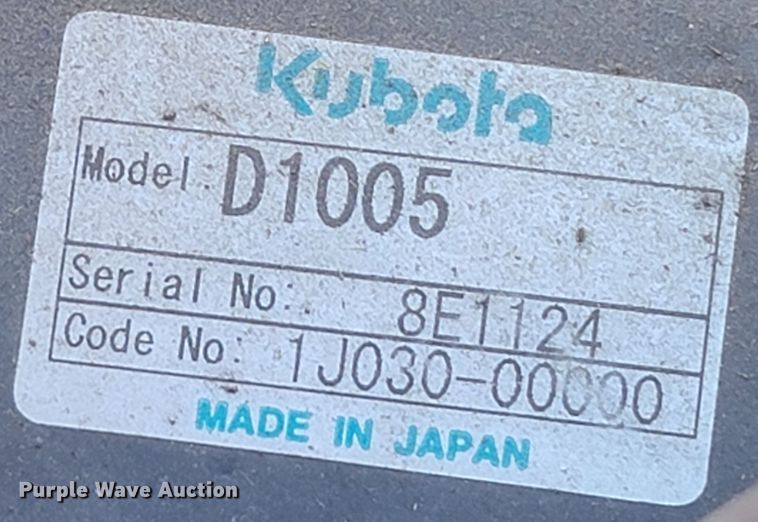 Kubota
Model: D1005
Serial No: 8E1124
Code No: 1J030-00000
MADE IN JAPAN
Purple Wave Auction